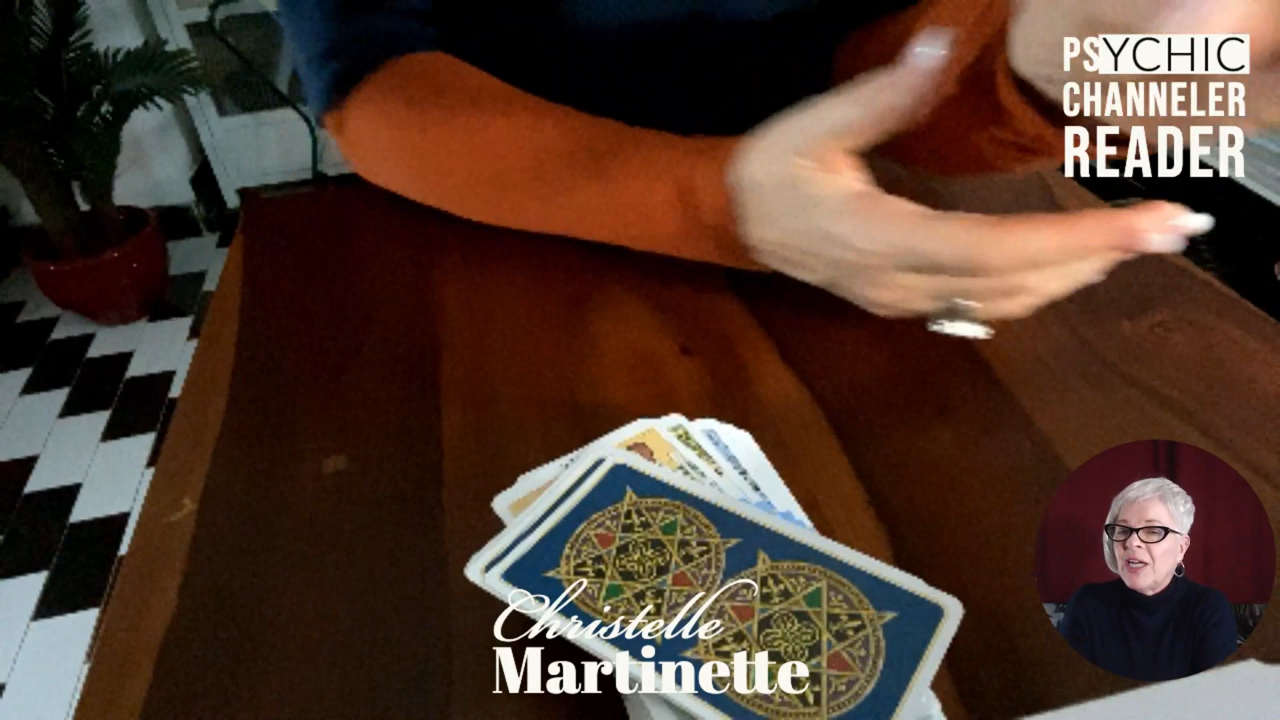 PSYCHIC
CHANNELER
READER
Christelle
Martinette